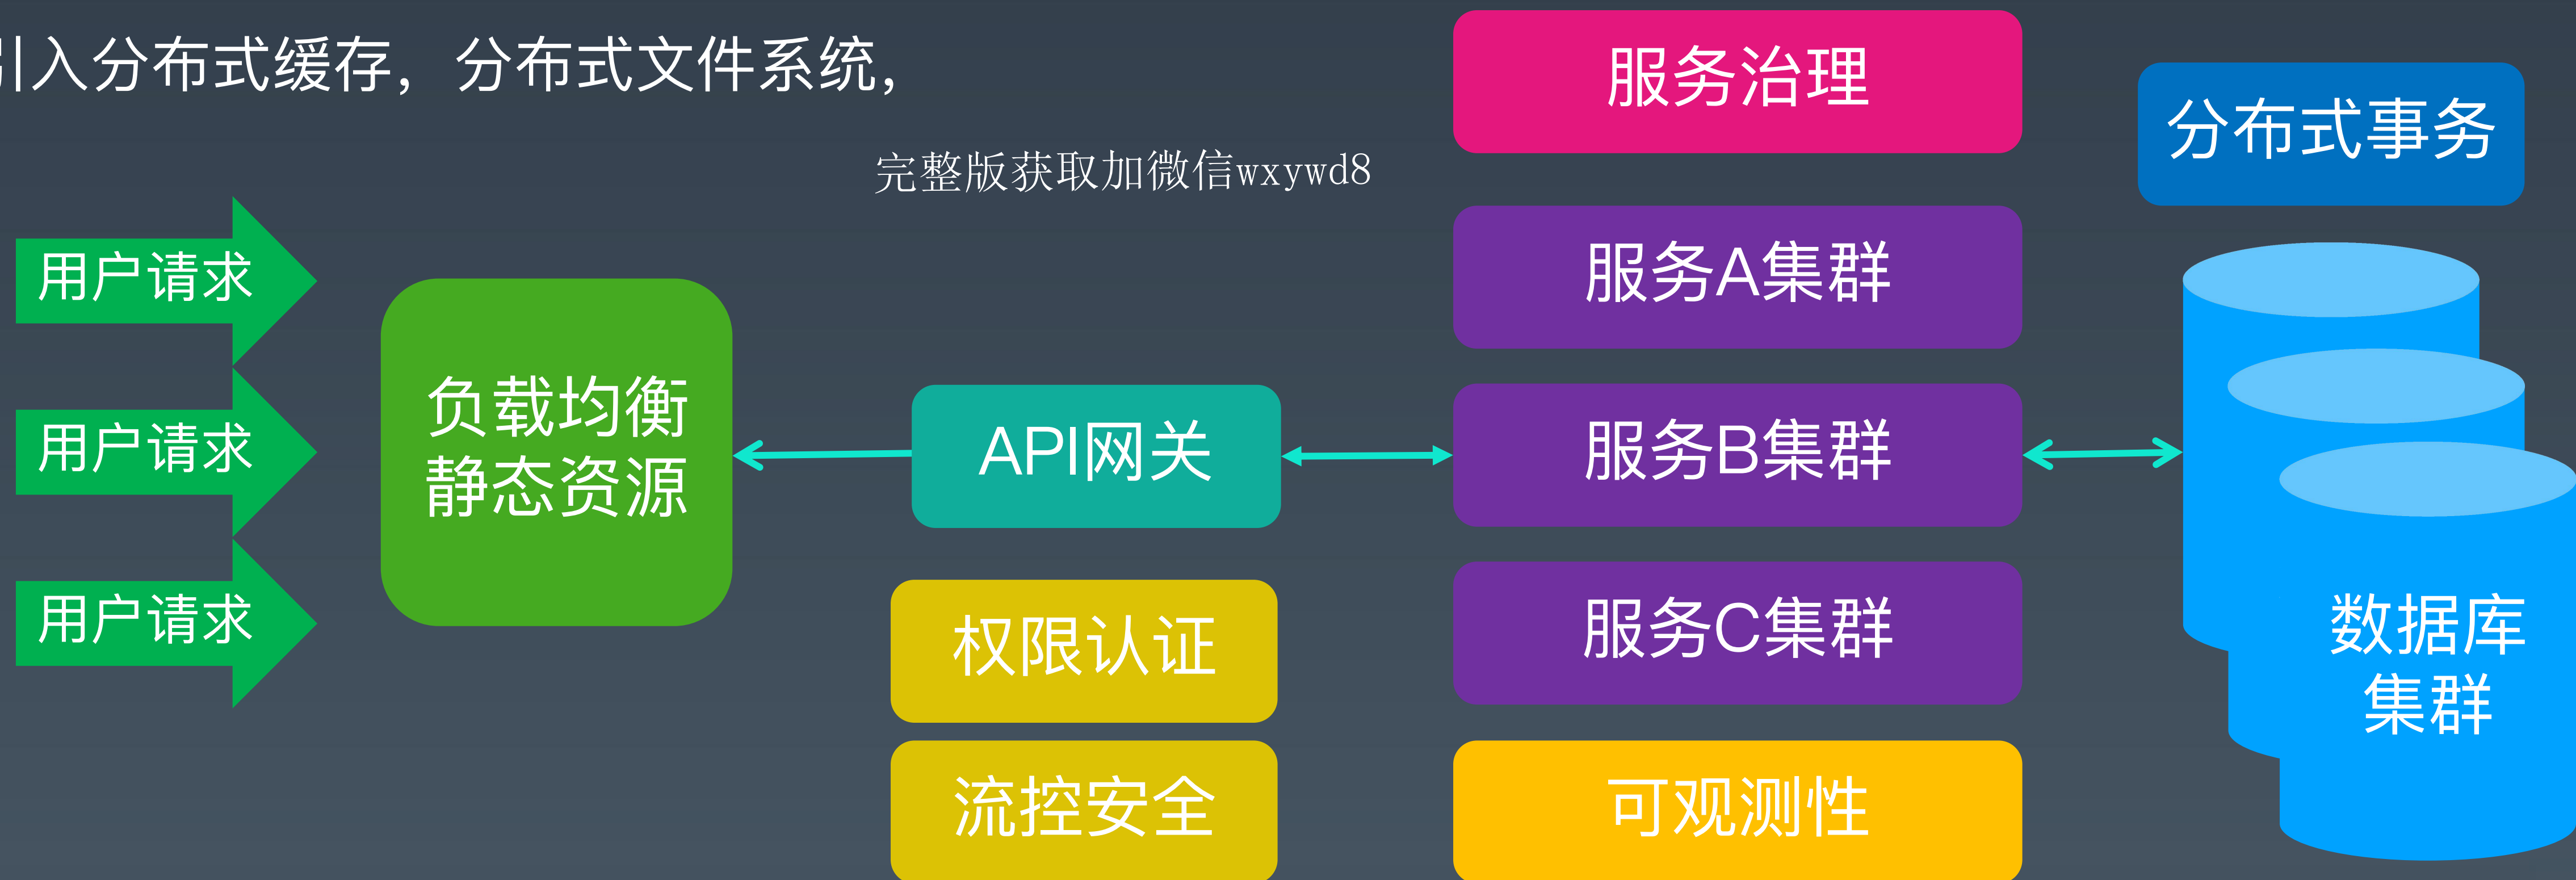 引入分布式缓存，分布式文件系统，
完整版获取加微信wxywd8
服务治理
分布式事务
用户请求
用户请求
用户请求
负载均衡
静态资源
API网关
权限认证
流控安全
服务A集群
服务B集群
服务C集群
可观测性
数据库
集群